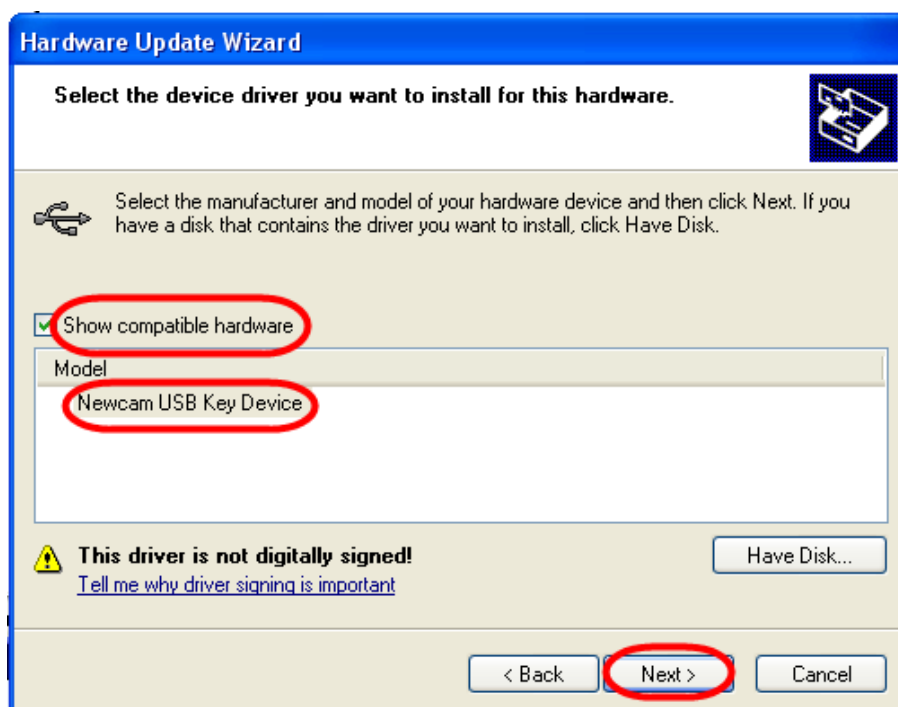 Hardware Update Wizard
Select the device driver you want to install for this hardware.
Select the manufacturer and model of your hardware device and then click Next. If you
have a disk that contains the driver you want to install, click Have Disk.
Show compatible hardware
Model
Newcam USB Key Device
This driver is not digitally signed!
Have Disk...
Tell me why driver signing is important
< Back
Next >
Cancel